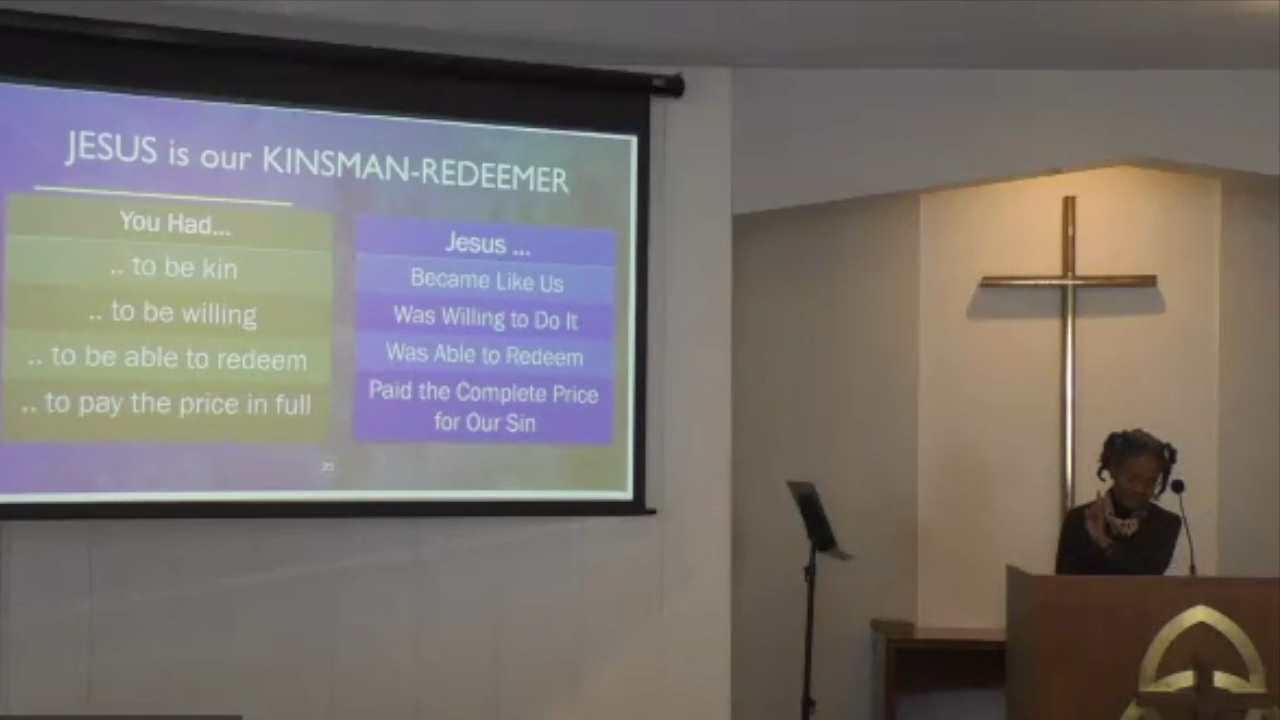 JESUS is our KINSMAN-REDEEMER
You Had...
.. to be kin
.. to be willing
.. to be able to redeem
.. to pay the price in full
Jesus ...
Became Like Us
Was Willing to Do It
Was Able to Redeem
Paid the Complete Price
for Our Sin